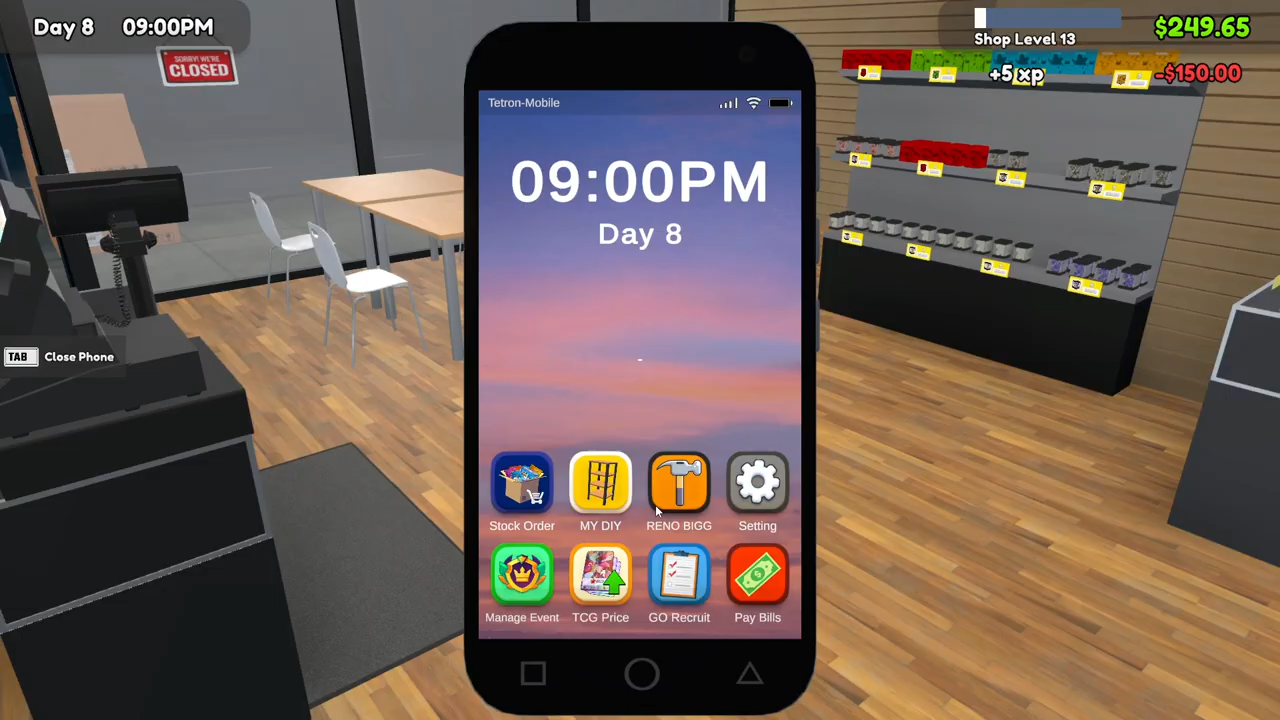 Day 8 09:00PM
SORRY! WE'RE
CLOSED
Shop Level 13
$249.65
+5 xp
-$150.00
Tetron-Mobile
09:00PM
Day 8
TAB Close Phone
Stock Order
MY DIY
RENO BIGG
Setting
Manage Event
TCG Price
GO Recruit
Pay Bills